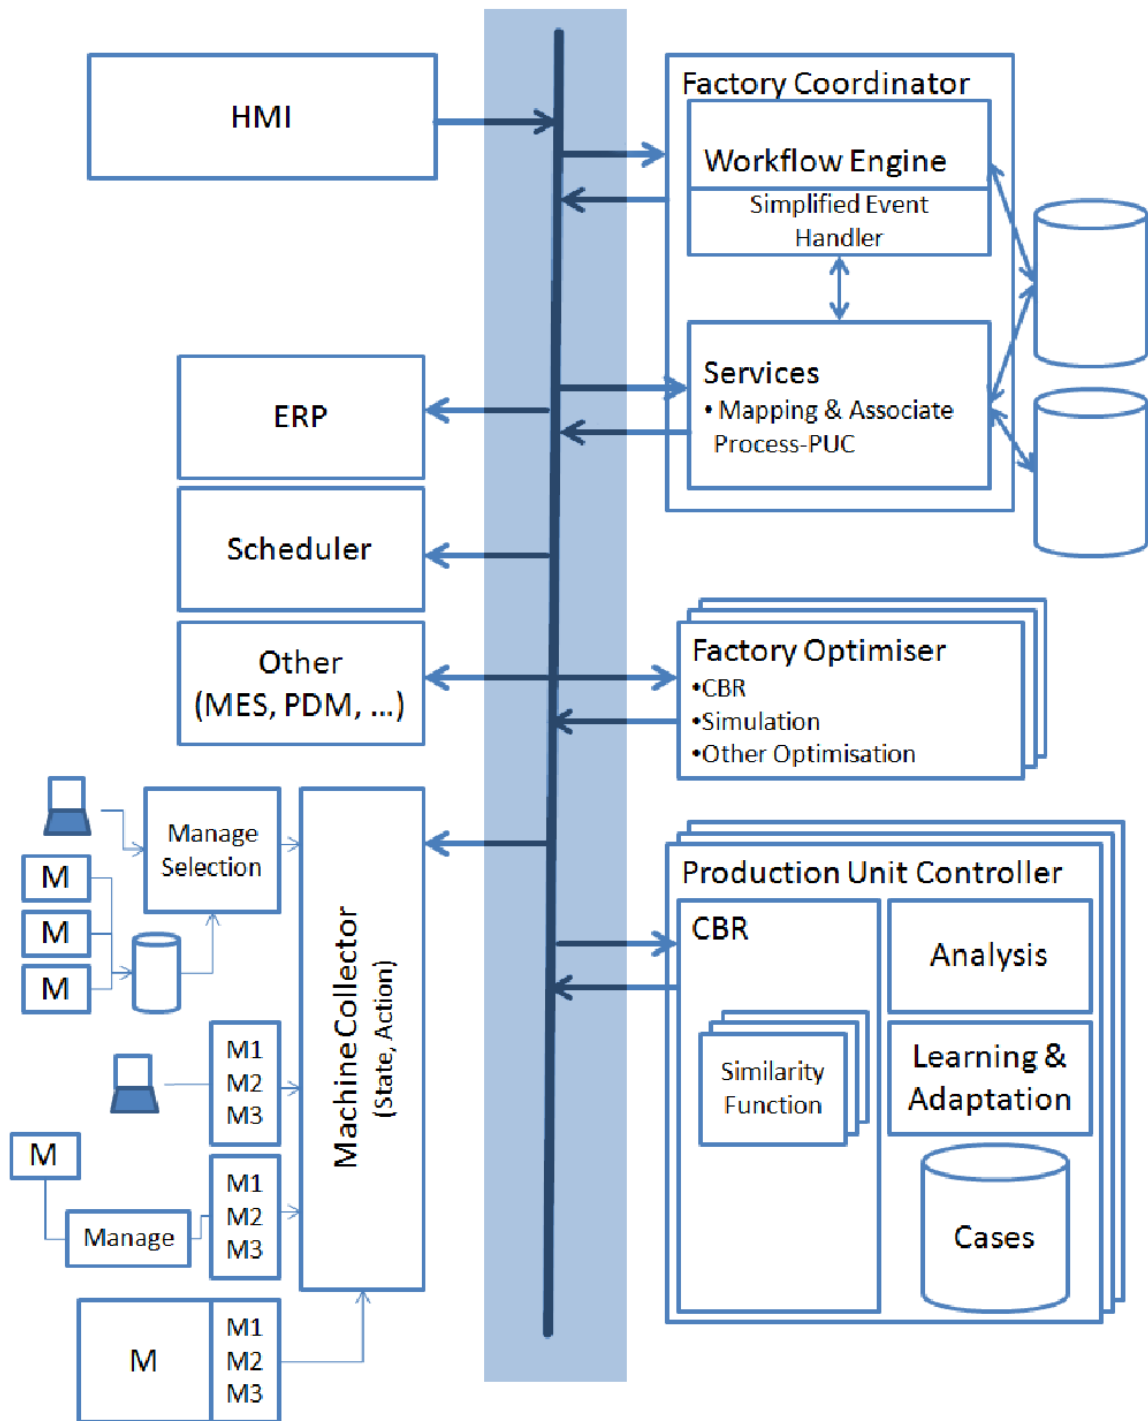 HMI
Factory Coordinator
Workflow Engine
Simplified Event
Handler
Services
• Mapping & Associate
Process-PUC
ERP
Scheduler
Other
(MES, PDM, ...)
Factory Optimiser
•CBR
•Simulation
•Other Optimisation
Manage
Selection
M
M
M
Machine Collector
(State, Action)
M1
M2
M3
M
Manage
M1
M2
M3
M
M1
M2
M3
Production Unit Controller
CBR
Similarity
Function
Analysis
Learning &
Adaptation
Cases